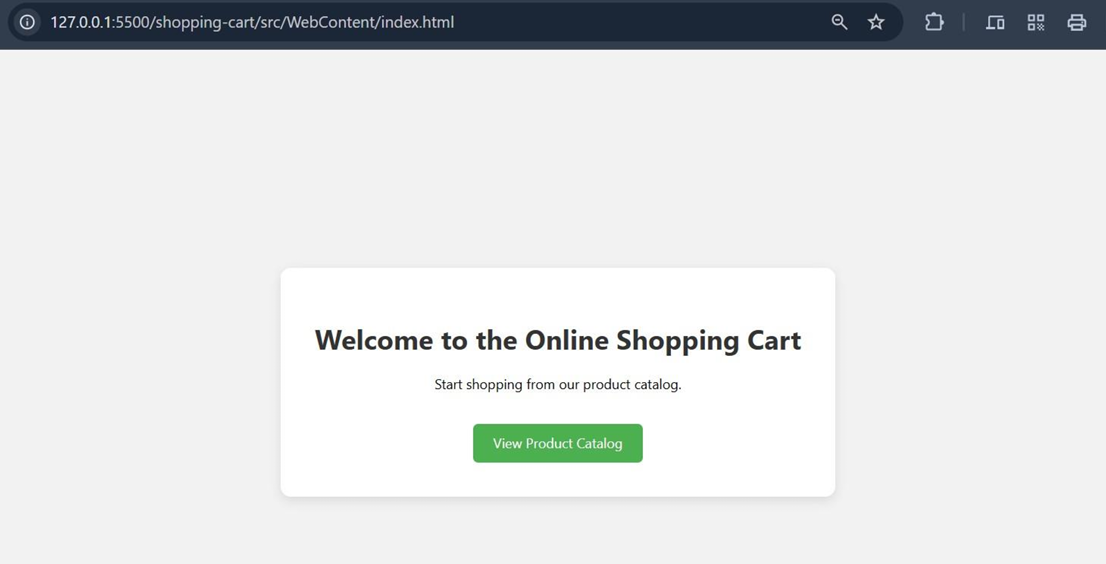 127.0.0.1:5500/shopping-cart/src/WebContent/index.html
Welcome to the Online Shopping Cart
Start shopping from our product catalog.
View Product Catalog